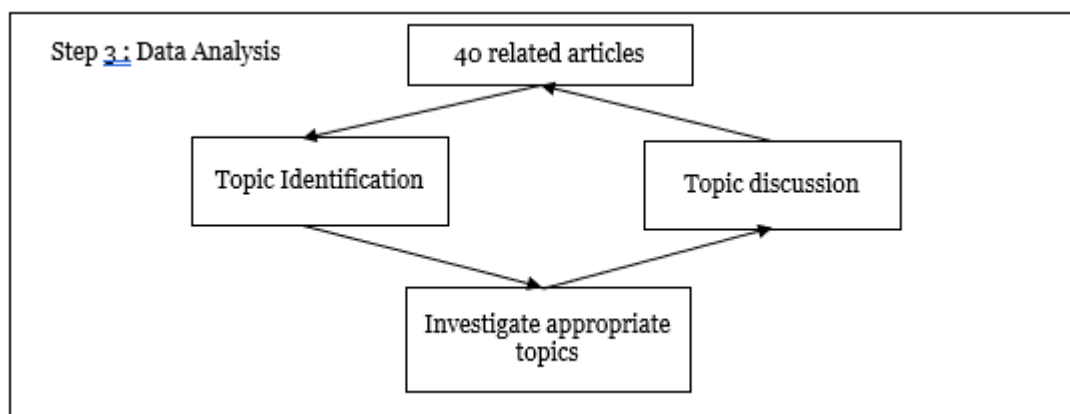 Step 3 : Data Analysis
40 related articles
Topic Identification
Topic discussion
Investigate appropriate
topics